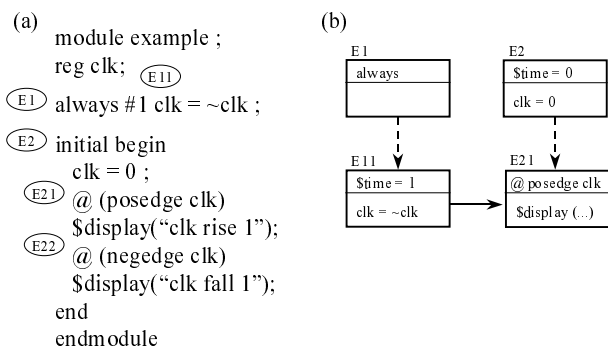 (a)
module example ;
reg clk;
E11
E1
always #1 clk = ~clk ;
E2
initial begin
clk = 0 ;
E21
@ (posedge clk)
$display(“clk rise 1”);
E22
@ (negedge clk)
$display(“clk fall 1”);
end
endmodule
(b)
E1
always
E2
$time = 0
clk = 0
E11
$time = 1
clk = ~clk
E21
@ posedge clk
$display (...)